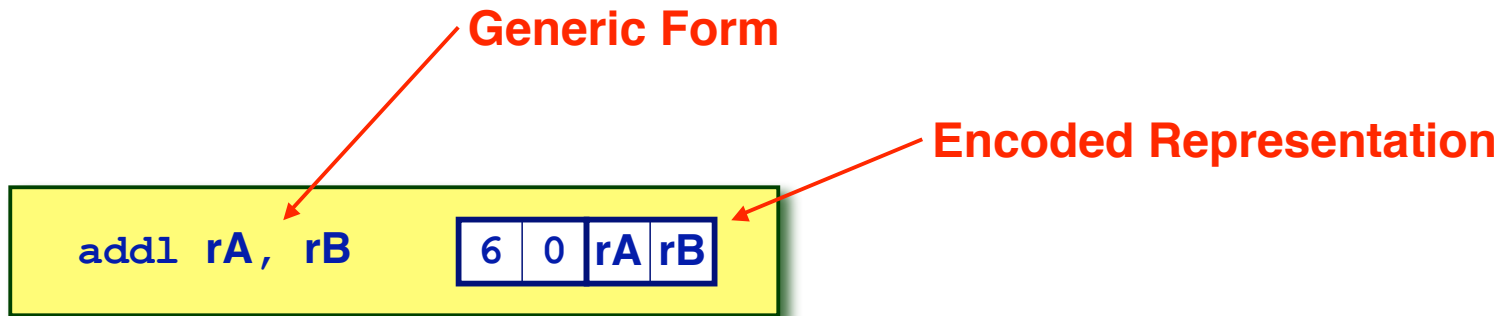 Generic Form
Encoded Representation
addl rA, rB 6 0 rA rB